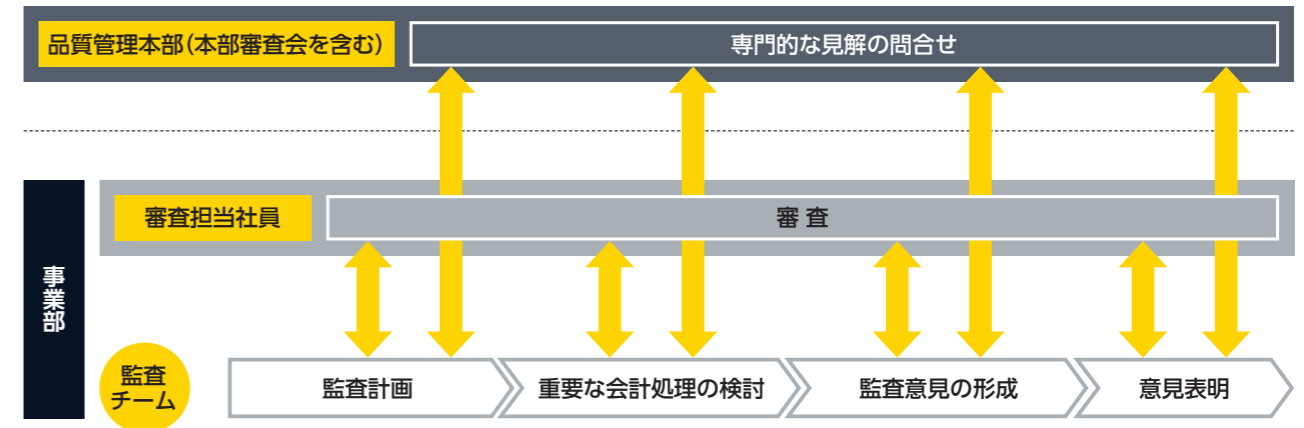 品質管理本部(本部審査会を含む)
専門的な見解の問合せ
審査担当社員
審 査
事業部
監査
チーム
監査計画
重要な会計処理の検討
監査意見の形成
意見表明